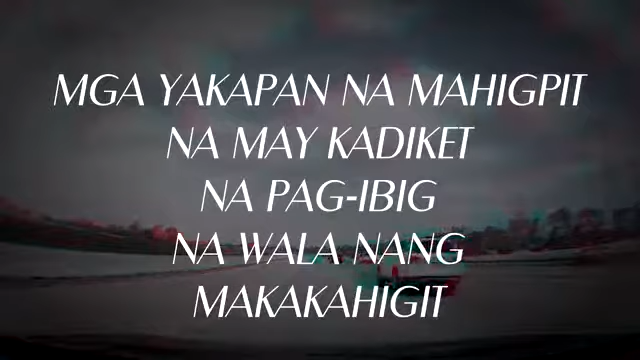 MGA YAKAPAN NA MAHIGPIT
NA MAY KADIKET
NA PAG-IBIG
NA WALA NANG
MAKAKAHIGIT